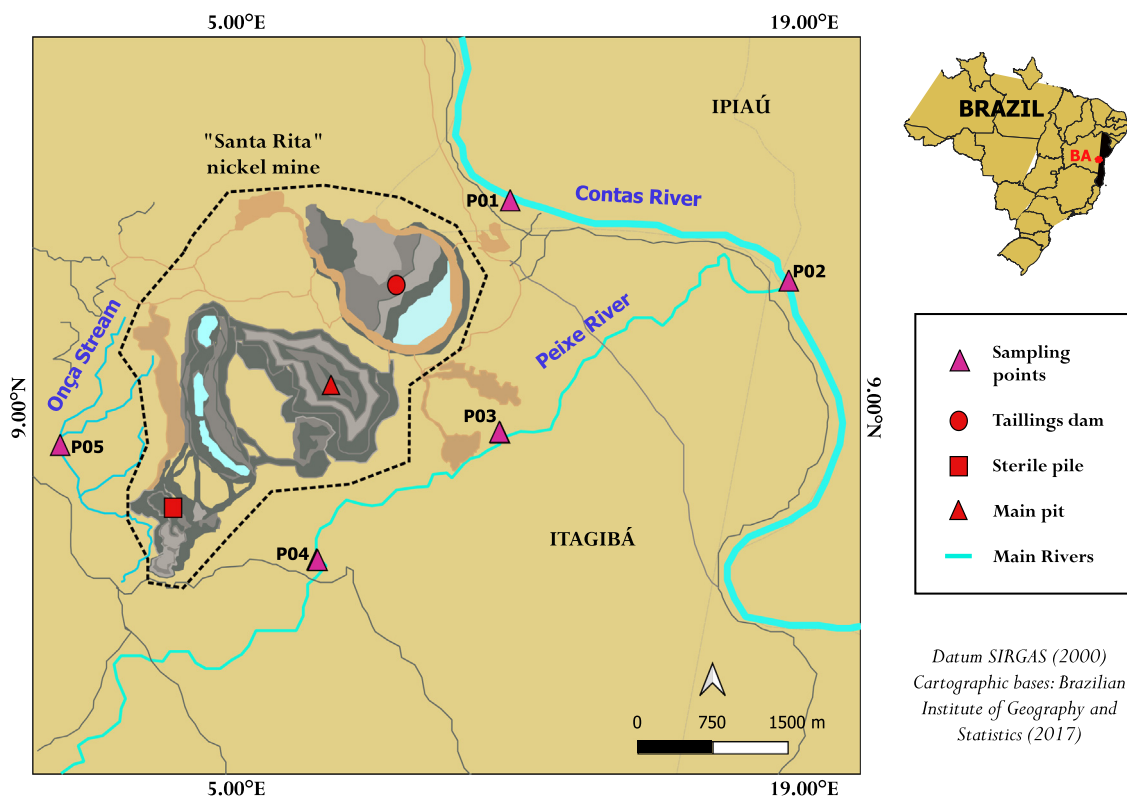 5.00°E
19.00°E
"Santa Rita"
nickel mine
IPIAÚ
BRAZIL
BA
P01
Contas River
P02
Peixe River
Onça Stream
9.00°N
9.00°N
P03
P05
P04
ITAGIBÁ
Sampling
points
Taillings dam
Sterile pile
Main pit
Main Rivers
0 750 1500 m
Datum SIRGAS (2000)
Cartographic bases: Brazilian
Institute of Geography and
Statistics (2017)
5.00°E
19.00°E